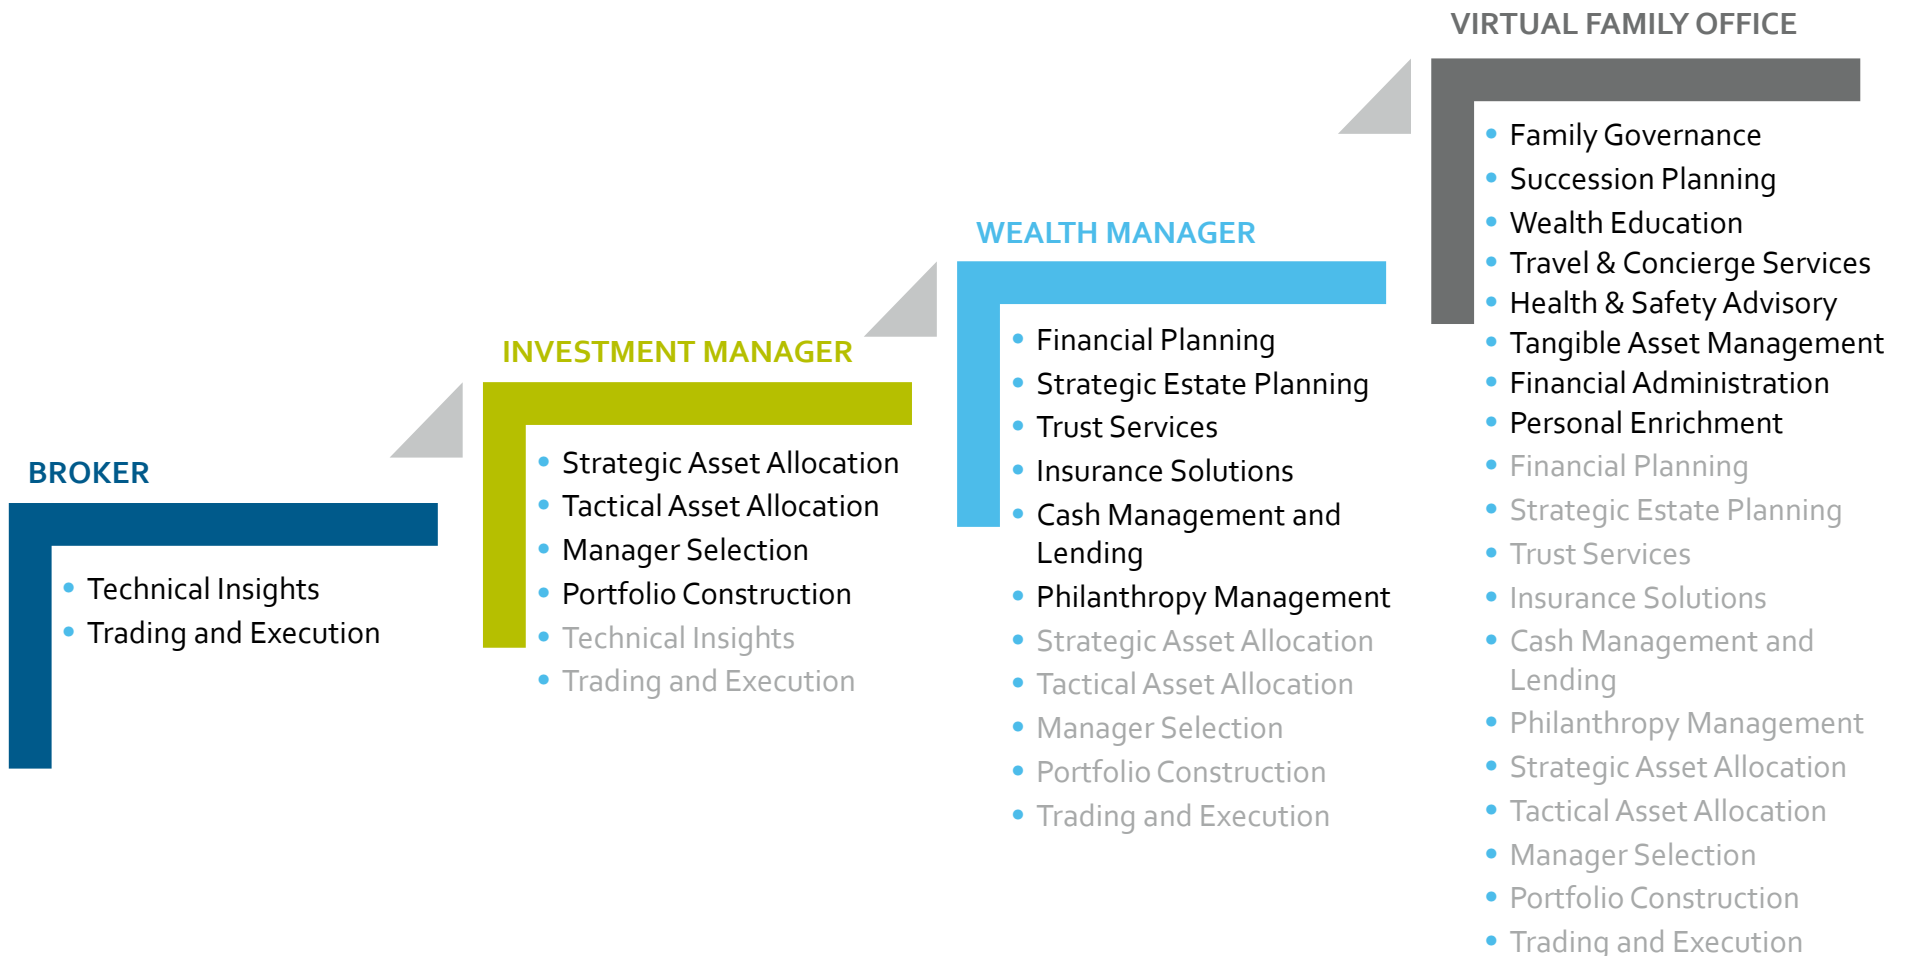 BROKER
• Technical Insights
• Trading and Execution
INVESTMENT MANAGER
• Strategic Asset Allocation
• Tactical Asset Allocation
• Manager Selection
• Portfolio Construction
• Technical Insights
• Trading and Execution
WEALTH MANAGER
• Financial Planning
• Strategic Estate Planning
• Trust Services
• Insurance Solutions
• Cash Management and
Lending
• Philanthropy Management
• Strategic Asset Allocation
• Tactical Asset Allocation
• Manager Selection
• Portfolio Construction
• Trading and Execution
VIRTUAL FAMILY OFFICE
• Family Governance
• Succession Planning
• Wealth Education
• Travel & Concierge Services
• Health & Safety Advisory
• Tangible Asset Management
• Financial Administration
• Personal Enrichment
• Financial Planning
• Strategic Estate Planning
• Trust Services
• Insurance Solutions
• Cash Management and
Lending
• Philanthropy Management
• Strategic Asset Allocation
• Tactical Asset Allocation
• Manager Selection
• Portfolio Construction
• Trading and Execution